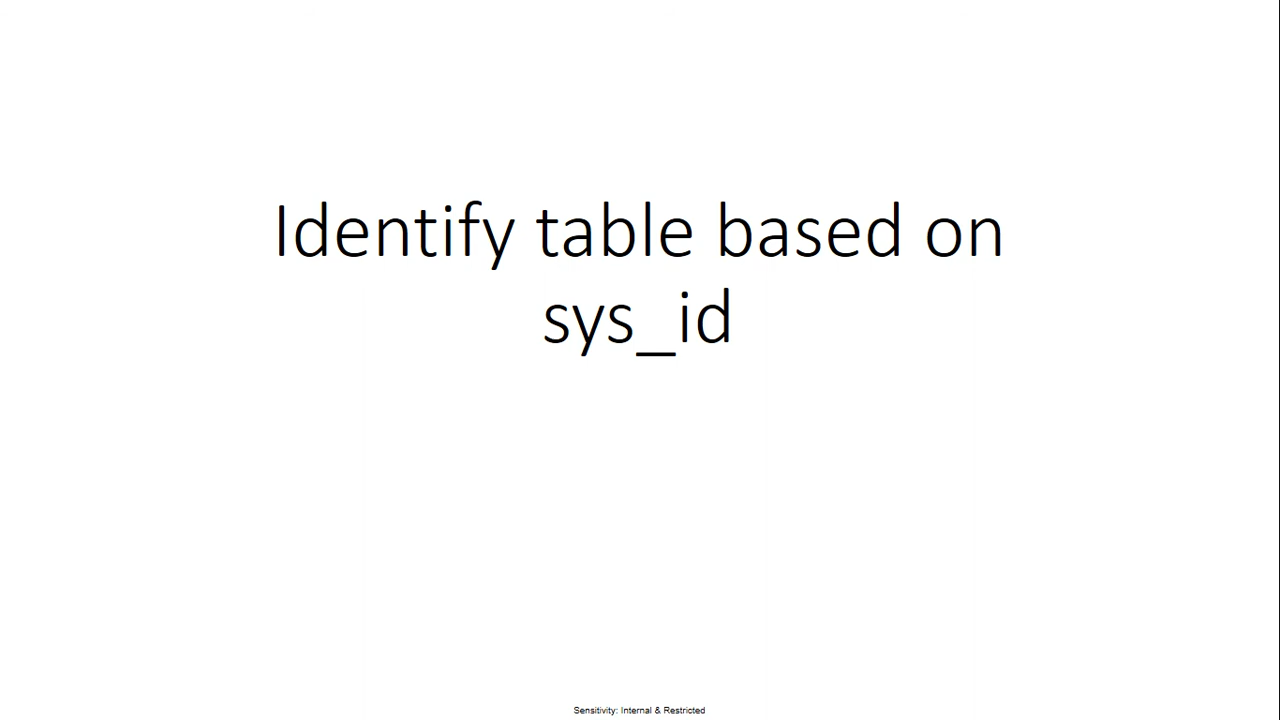 Identify table based on
sys_id
Sensitivity: Internal & Restricted